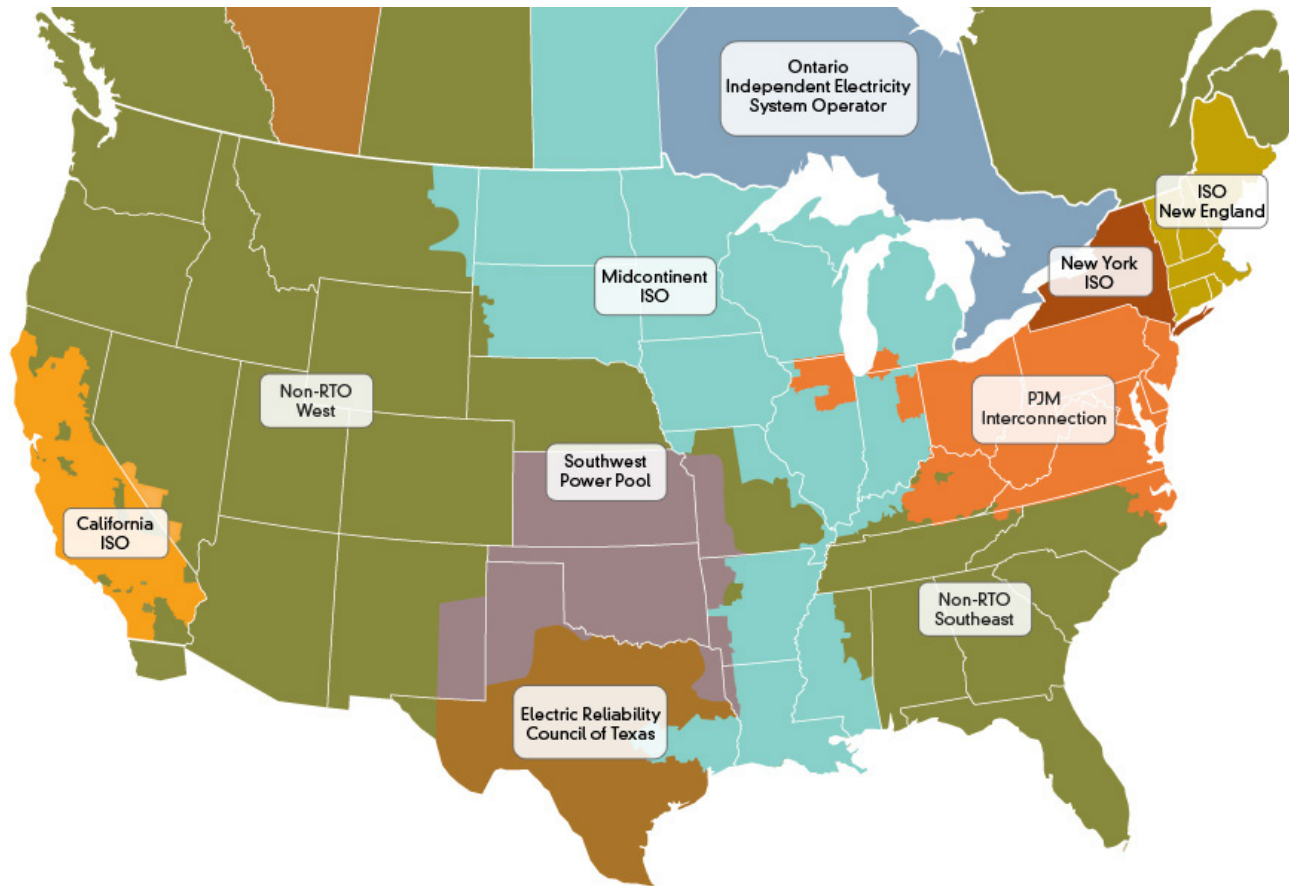 Ontario
Independent Electricity
System Operator
ISO
New England
New York
ISO
Midcontinent
ISO
Non-RTO
West
PJM
Interconnection
Southwest
Power Pool
California
ISO
Non-RTO
Southeast
Electric Reliability
Council of Texas